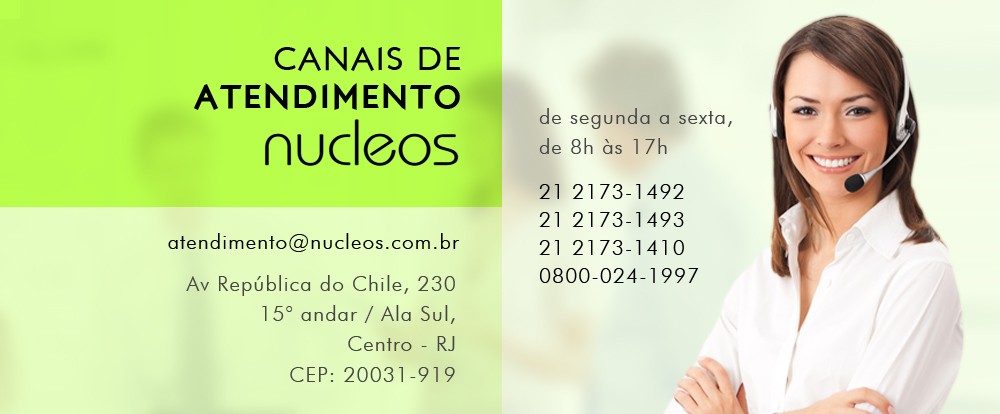 CANAIS DE
ATENDIMENTO
nucleos
atendimento@nucleos.com.br
Av República do Chile, 230
15º andar / Ala Sul,
Centro - RJ
CEP: 20031-919
de segunda a sexta,
de 8h às 17h
21 2173-1492
21 2173-1493
21 2173-1410
0800-024-1997